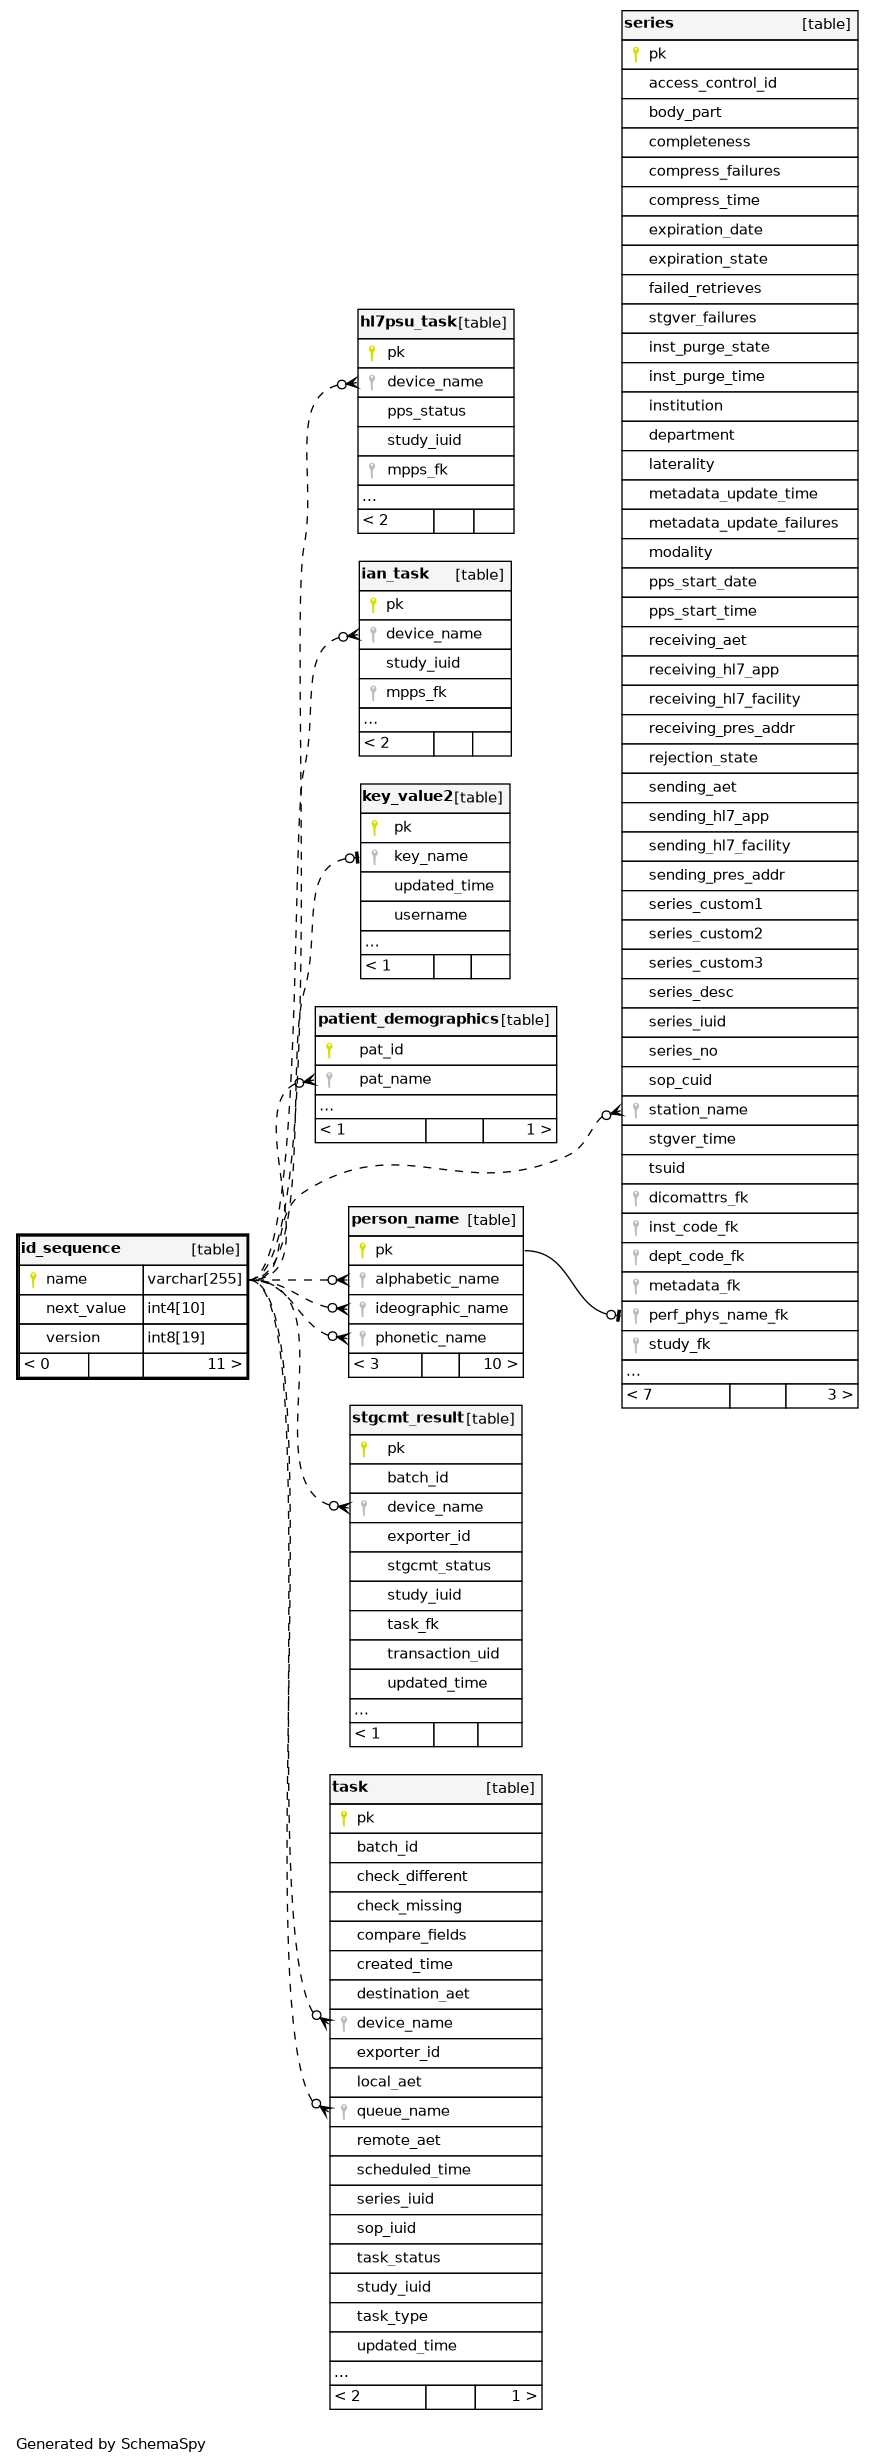 series [table]
pk
access_control_id
body_part
completeness
compress_failures
compress_time
expiration_date
expiration_state
failed_retrieves
stgver_failures
inst_purge_state
inst_purge_time
institution
department
laterality
metadata_update_time
metadata_update_failures
modality
pps_start_date
pps_start_time
receiving_aet
receiving_hl7_app
receiving_hl7_facility
receiving_pres_addr
rejection_state
sending_aet
sending_hl7_app
sending_hl7_facility
sending_pres_addr
series_custom1
series_custom2
series_custom3
series_desc
series_iuid
series_no
sop_cuid
station_name
stgver_time
tsuid
dicomattrs_fk
inst_code_fk
dept_code_fk
metadata_fk
perf_phys_name_fk
study_fk
...
< 7 3 >
hl7psu_task [table]
pk
device_name
pps_status
study_iuid
mpps_fk
...
< 2
ian_task [table]
pk
device_name
study_iuid
mpps_fk
...
< 2
key_value2 [table]
pk
key_name
updated_time
username
...
< 1
patient_demographics [table]
pat_id
pat_name
...
< 1 1 >
person_name [table]
pk
alphabetic_name
ideographic_name
phonetic_name
< 3 10 >
id_sequence [table]
name varchar[255]
next_value int4[10]
version int8[19]
< 0 11 >
stgcmt_result [table]
pk
batch_id
device_name
exporter_id
stgcmt_status
study_iuid
task_fk
transaction_uid
updated_time
...
< 1
task [table]
pk
batch_id
check_different
check_missing
compare_fields
created_time
destination_aet
device_name
exporter_id
local_aet
queue_name
remote_aet
scheduled_time
series_iuid
sop_iuid
task_status
study_iuid
task_type
updated_time
...
< 2 1 >
Generated by SchemaSpy